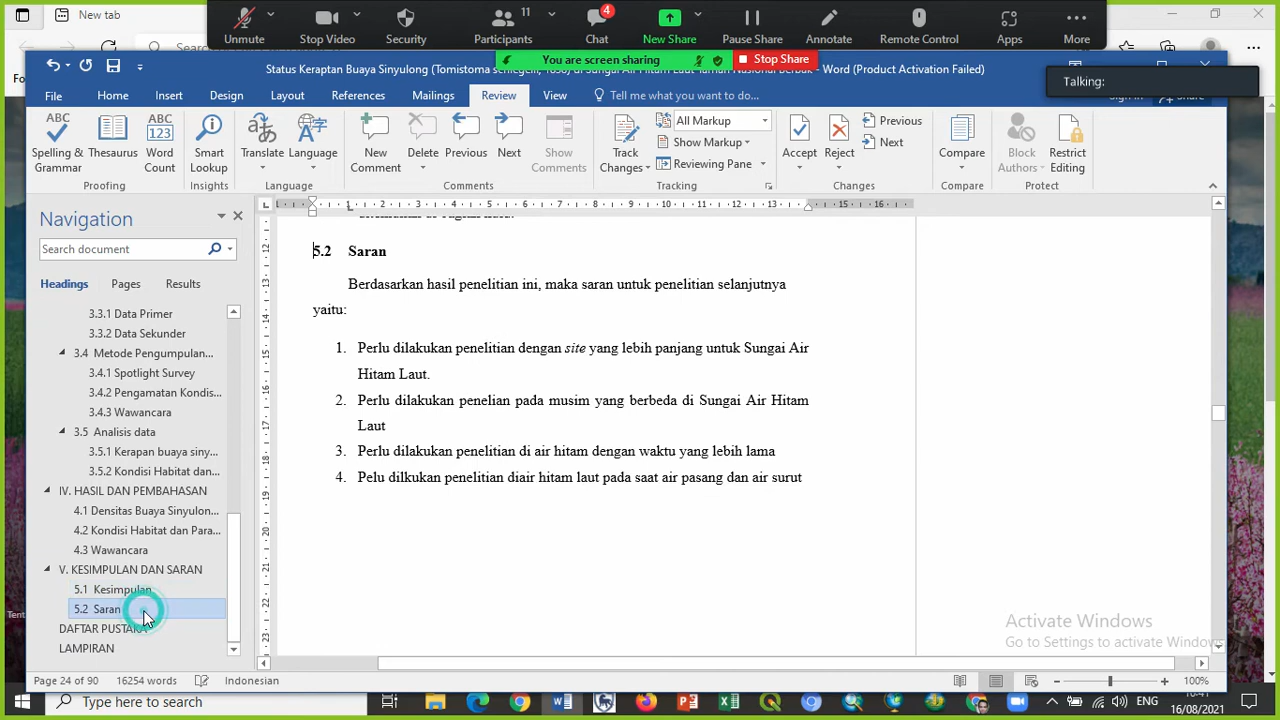 New tab
Unmute
Stop Video
Security
11
Participants
4
Chat
New Share
Pause Share
Annotate
Remote Control
Apps
More
You are screen sharing
Stop Share
Talking:
Status Keraptan Buaya Sinyulong (Tomistoma
Word (Product Activation Failed)
File
Home
Insert
Design
Layout
References
Mailings
Review
View
Tell me what you want to do...
Spelling & Grammar
Thesaurus
Word Count
Proofing
Smart Lookup
Insights
Translate
Language
Language
New Comment
Delete
Previous
Next
Show Comments
Comments
Track Changes
All Markup
Show Markup
Reviewing Pane
Tracking
Accept
Reject
Previous
Next
Changes
Compare
Compare
Block Authors
Restrict Editing
Protect
Navigation
Search document
Headings
Pages
Results
3.3.1 Data Primer
3.3.2 Data Sekunder
3.4 Metode Pengumpulan...
3.4.1 Spotlight Survey
3.4.2 Pengamatan Kondis...
3.4.3 Wawancara
3.5 Analisis data
3.5.1 Kerapan buaya siny...
3.5.2 Kondisi Habitat dan...
IV. HASIL DAN PEMBAHASAN
4.1 Densitas Buaya Sinyulon...
4.2 Kondisi Habitat dan Para...
4.3 Wawancara
V. KESIMPULAN DAN SARAN
5.1 Kesimpulan
5.2 Saran
DAFTAR PUSTAKA
LAMPIRAN
5.2 Saran
Berdasarkan hasil penelitian ini, maka saran untuk penelitian selanjutnya
yaitu:
1. Perlu dilakukan penelitian dengan site yang lebih panjang untuk Sungai Air
Hitam Laut.
2. Perlu dilakukan penelian pada musim yang berbeda di Sungai Air Hitam
Laut
3. Perlu dilakukan penelitian di air hitam dengan waktu yang lebih lama
4. Pelu dilkukan penelitian diair hitam laut pada saat air pasang dan air surut
Activate Windows
Go to Settings to activate Windows
Page 24 of 90
16254 words
Indonesian
100%
Type here to search
ENG
16/08/2021